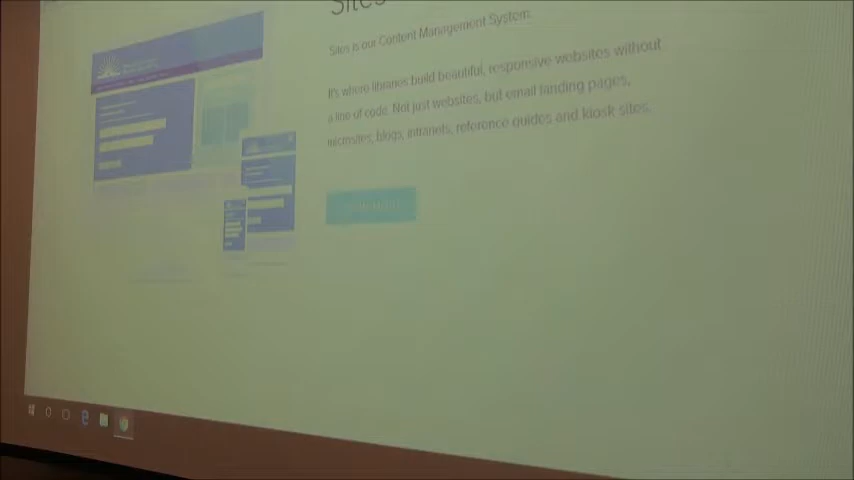 Sites
Sites is our Content Management System.
It's where libraries build beautiful, responsive websites without
a line of code. Not just websites, but email landing pages,
microsites, blogs, intranets, reference guides and kiosk sites.